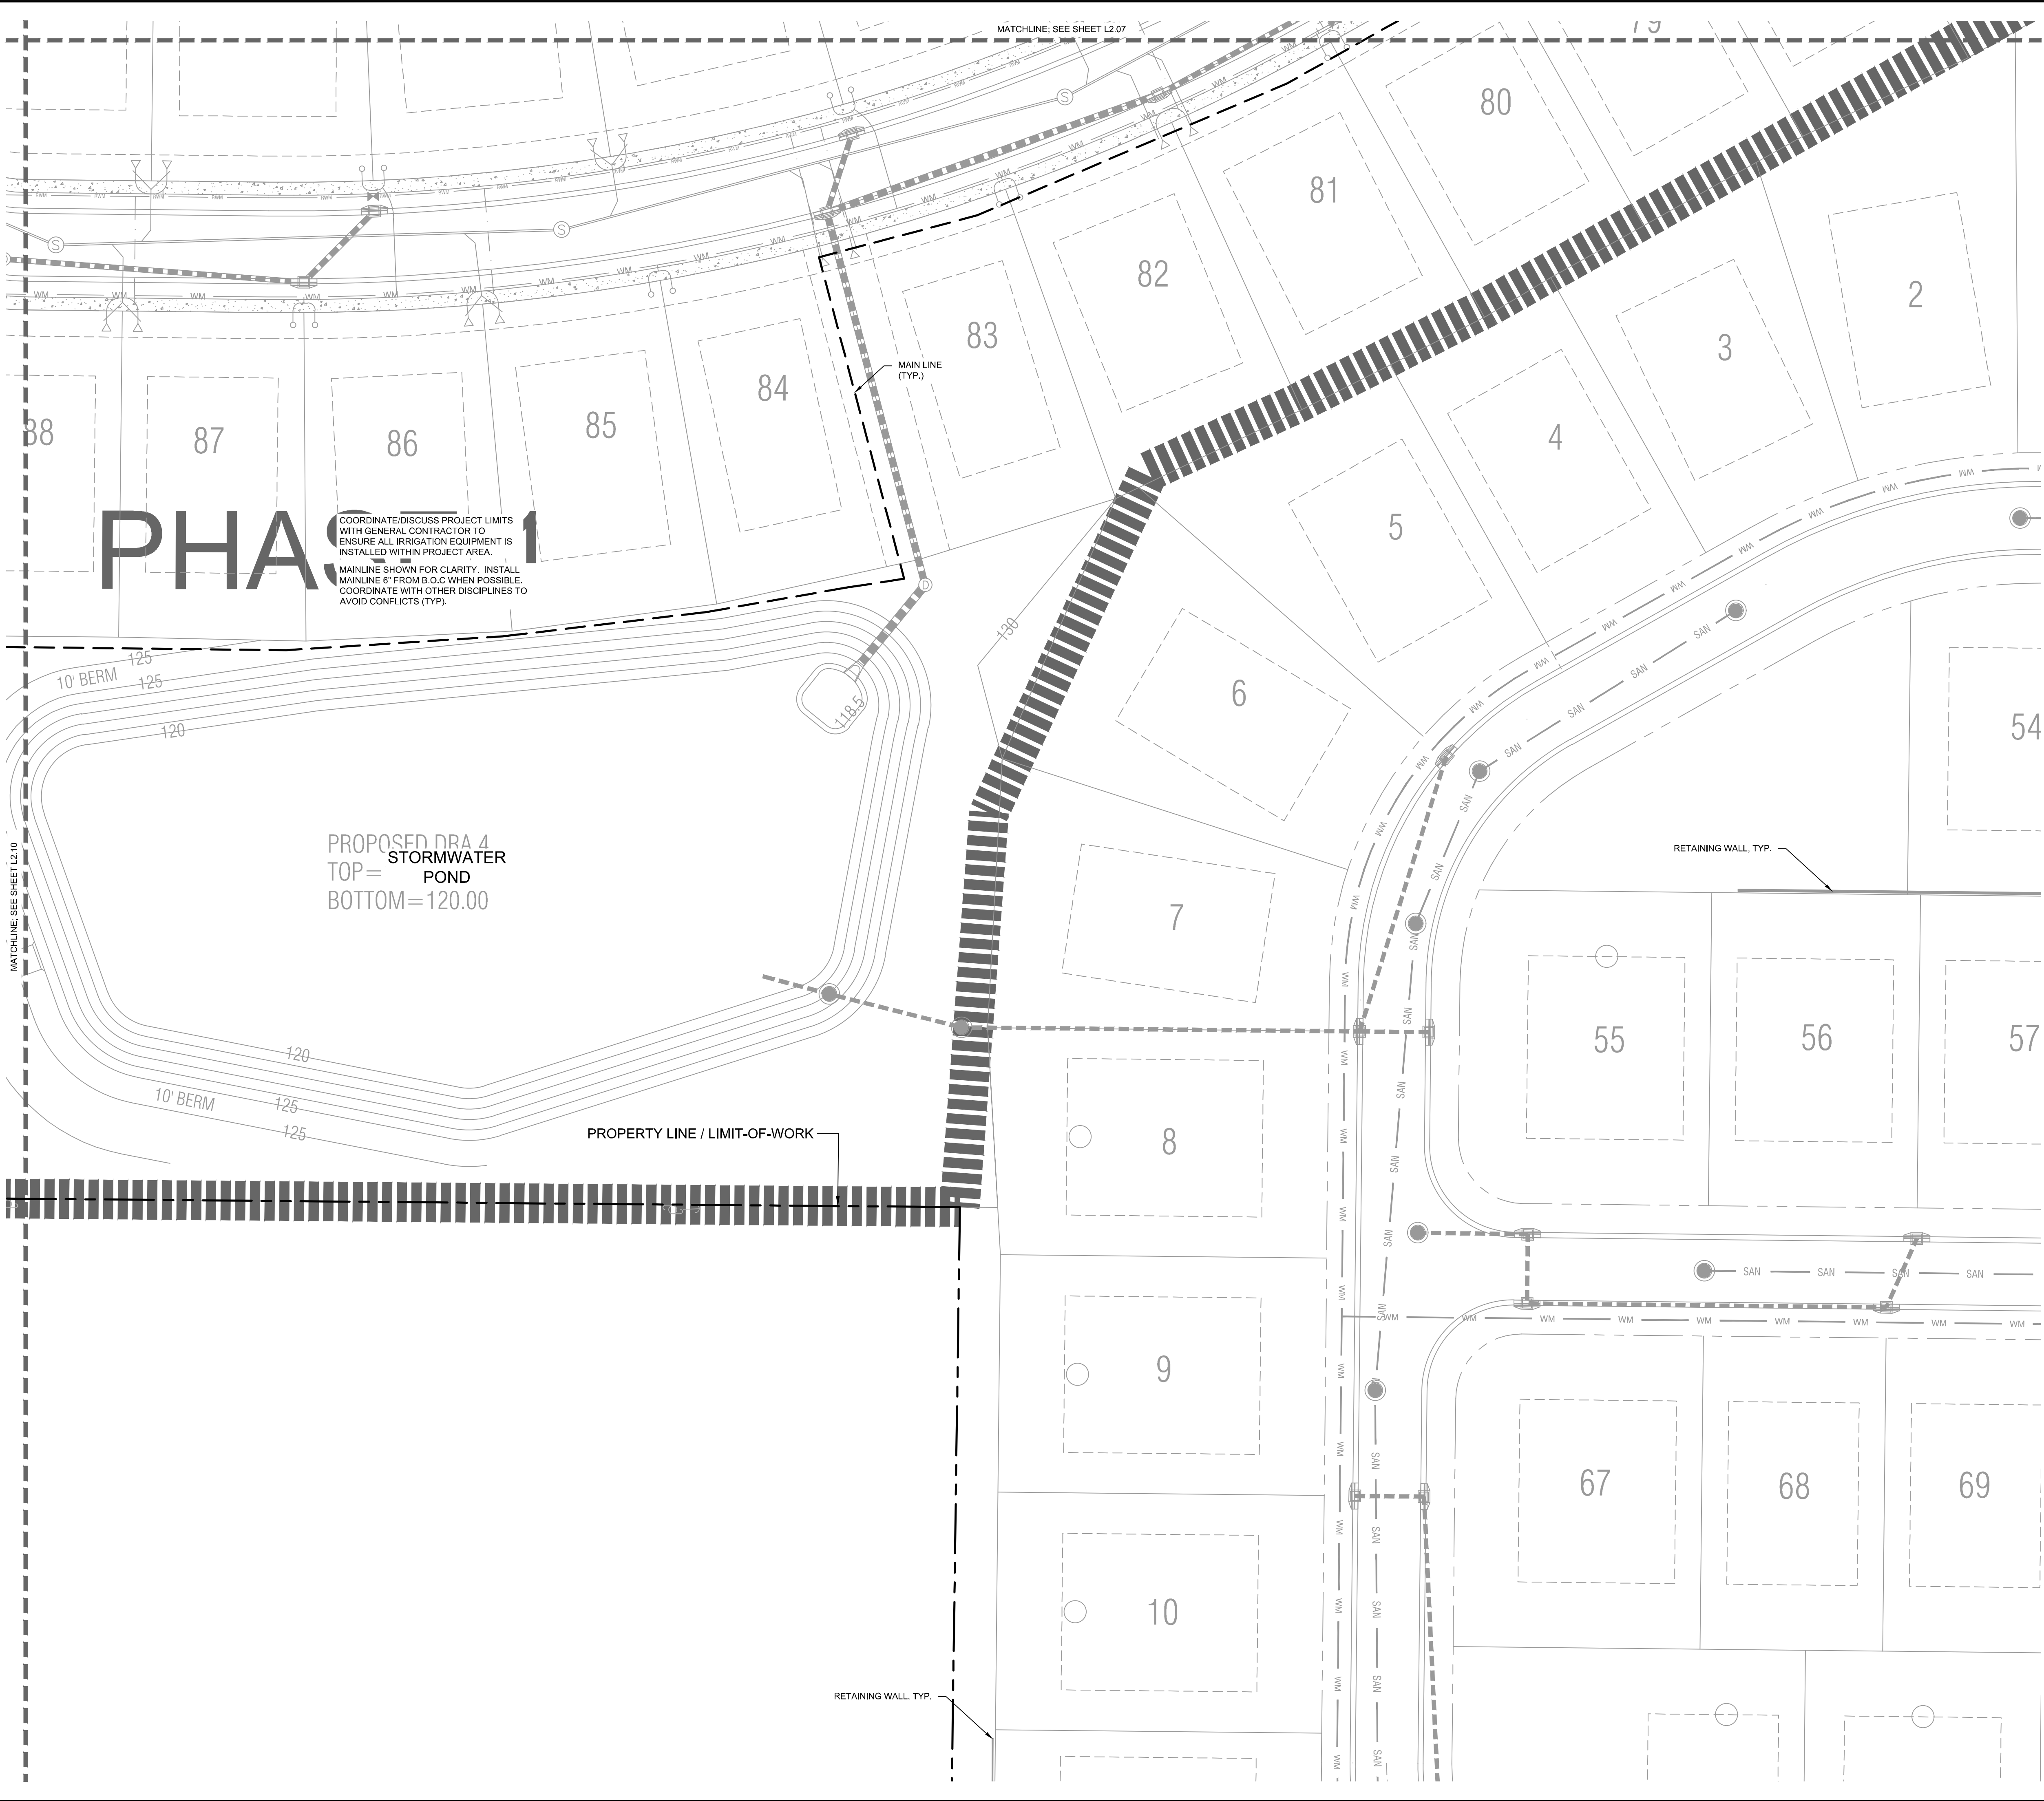 MATCHLINE; SEE SHEET L2.07
79
80
81
82
83
84
85
86
87
88
2
3
4
5
6
7
8
9
10
54
55
56
57
67
68
69
MAIN LINE
(TYP.)
PHASE 1
COORDINATE/DISCUSS PROJECT LIMITS
WITH GENERAL CONTRACTOR TO
ENSURE ALL IRRIGATION EQUIPMENT IS
INSTALLED WITHIN PROJECT AREA.
MAINLINE SHOWN FOR CLARITY. INSTALL
MAINLINE 6" FROM B.O.C WHEN POSSIBLE.
COORDINATE WITH OTHER DISCIPLINES TO
AVOID CONFLICTS (TYP).
130
125
10' BERM
125
120
118.5
PROPOSED DRA 4
TOP=
STORMWATER
POND
BOTTOM=120.00
MATCHLINE; SEE SHEET L2.10
120
10' BERM
125
125
PROPERTY LINE / LIMIT-OF-WORK
RETAINING WALL, TYP.
RETAINING WALL, TYP.
S
S
S
D
WM
RWM
SAN